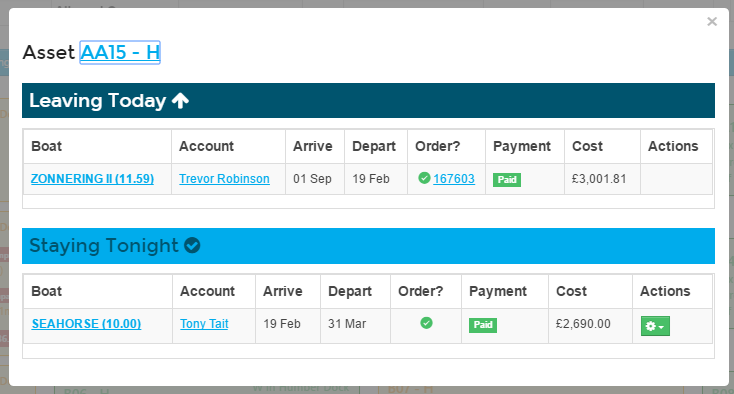 ×
Asset AA15 - H
Leaving Today
Boat Account Arrive Depart Order? Payment Cost Actions
ZONNERING II (11.59) Trevor Robinson 01 Sep 19 Feb 167603 Paid £3,001.81
Staying Tonight
Boat Account Arrive Depart Order? Payment Cost Actions
SEAHORSE (10.00) Tony Tait 19 Feb 31 Mar Paid £2,690.00
B06 - H B07 - H